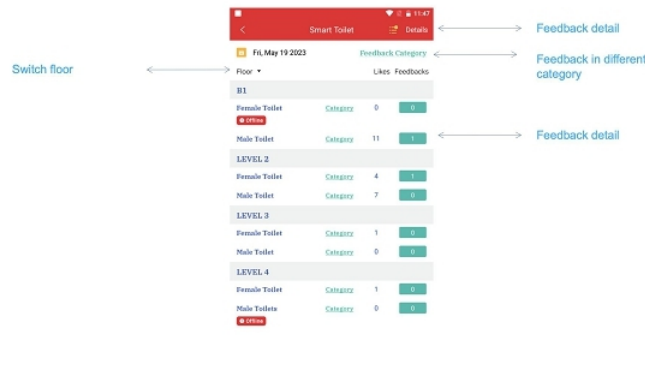 11:47
Smart Toilet
Details
Feedback detail
Fri, May 19 2023
Feedback Category
Feedback in different
category
Switch floor
Floor
Likes Feedbacks
B1
Female Toilet Category 0 0
Offline
Male Toilet Category 11 1
Feedback detail
LEVEL 2
Female Toilet Category 4 1
Male Toilet Category 7 0
LEVEL 3
Female Toilet Category 1 0
Male Toilet Category 0 0
LEVEL 4
Female Toilet Category 1 0
Male Toilets Category 0 0
Offline